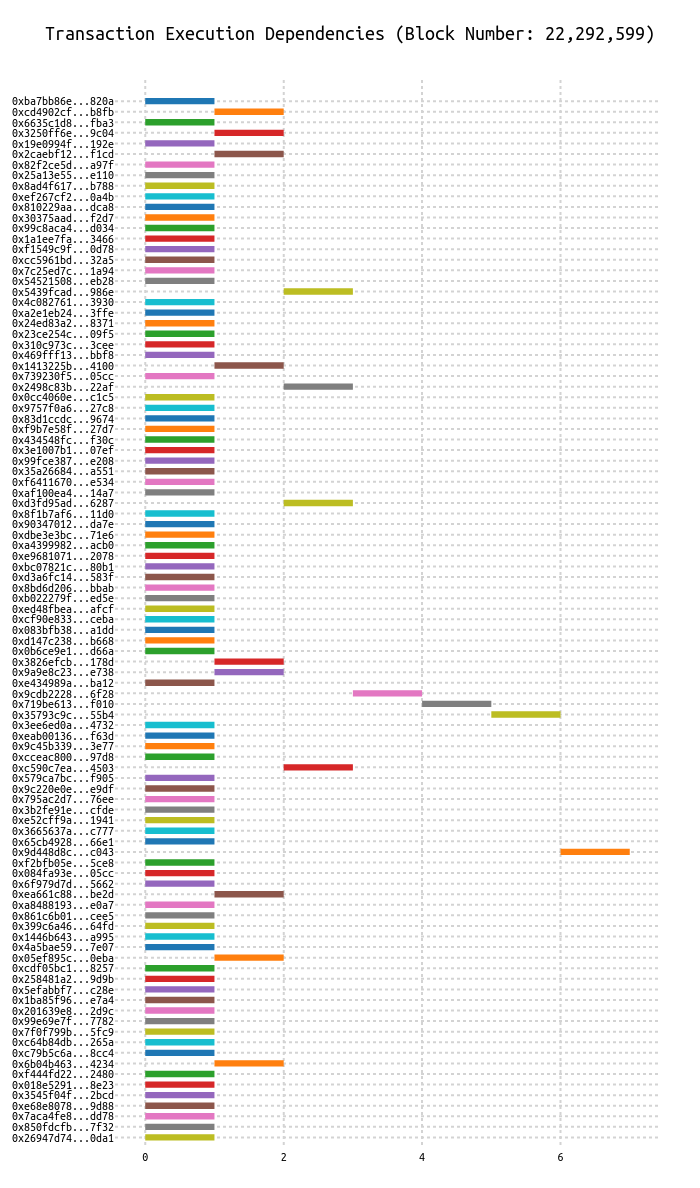 Transaction Execution Dependencies (Block Number: 22,292,599)
0xba7bb86e...820a
0xcd4902cf...b8fb
0x6635c1d8...fba3
0x3250ff6e...9c04
0x19e0994f...192e
0x2caebf12...f1cd
0x82f2ce5d...a97f
0x25a13e55...e110
0x8ad4f617...b788
0xef267cf2...0a4b
0x810229aa...dca8
0x30375aad...f2d7
0x99c8aca4...d034
0x1a1ee7fa...3466
0xf1549c9f...0d78
0xcc5961bd...32a5
0x7c25ed7c...1a94
0x54521508...eb28
0x5439fcad...986e
0x4c082761...3930
0xa2e1eb24...3ffe
0x24ed83a2...8371
0x23ce254c...09f5
0x310c973c...3cee
0x469fff13...bbf8
0x1413225b...4100
0x739230f5...05cc
0x2498c83b...22af
0x0cc4060e...c1c5
0x9757f0a6...27c8
0x83d1ccdc...9674
0xf9b7e58f...27d7
0x434548fc...f30c
0x3e1007b1...07ef
0x99fce387...e208
0x35a26684...a551
0xf6411670...e534
0xaf100ea4...14a7
0xd3fd95ad...6287
0x8f1b7af6...11d0
0x90347012...da7e
0xdbe3e3bc...71e6
0xa4399982...acb0
0xe9681071...2078
0xbc07821c...80b1
0xd3a6fc14...583f
0x8bd6d206...bbab
0xb022279f...ed5e
0xed48fbea...afcf
0xcf90e833...ceba
0x083bfb38...a1dd
0xd147c238...b668
0x0b6ce9e1...d66a
0x3826efcb...178d
0x9a9e8c23...e738
0xe434989a...ba12
0x9cdb2228...6f28
0x719be613...f010
0x35793c9c...55b4
0x3ee6ed0a...4732
0xeab00136...f63d
0x9c45b339...3e77
0xcceac800...97d8
0xc590c7ea...4503
0x579ca7bc...f905
0x9c220e0e...e9df
0x795ac2d7...76ee
0x3b2fe91e...cfde
0xe52cff9a...1941
0x3665637a...c777
0x65cb4928...66e1
0x9d448d8c...c043
0xf2bfb05e...5ce8
0x084fa93e...05cc
0x6f979d7d...5662
0xea661c88...be2d
0xa8488193...e0a7
0x861c6b01...cee5
0x399c6a46...64fd
0x1446b643...a995
0x4a5bae59...7e07
0x05ef895c...0eba
0xcdf05bc1...8257
0x258481a2...9d9b
0x5efabbf7...c28e
0x1ba85f96...e7a4
0x201639e8...2d9c
0x99e69e7f...7782
0x7f0f799b...5fc9
0xc64b84db...265a
0xc79b5c6a...8cc4
0x6b04b463...4234
0xf444fd22...2480
0x018e5291...8e23
0x3545f04f...2bcd
0xe68e8078...9d88
0x7aca4fe8...dd78
0x850fdcfb...7f32
0x26947d74...0da1
0 2 4 6